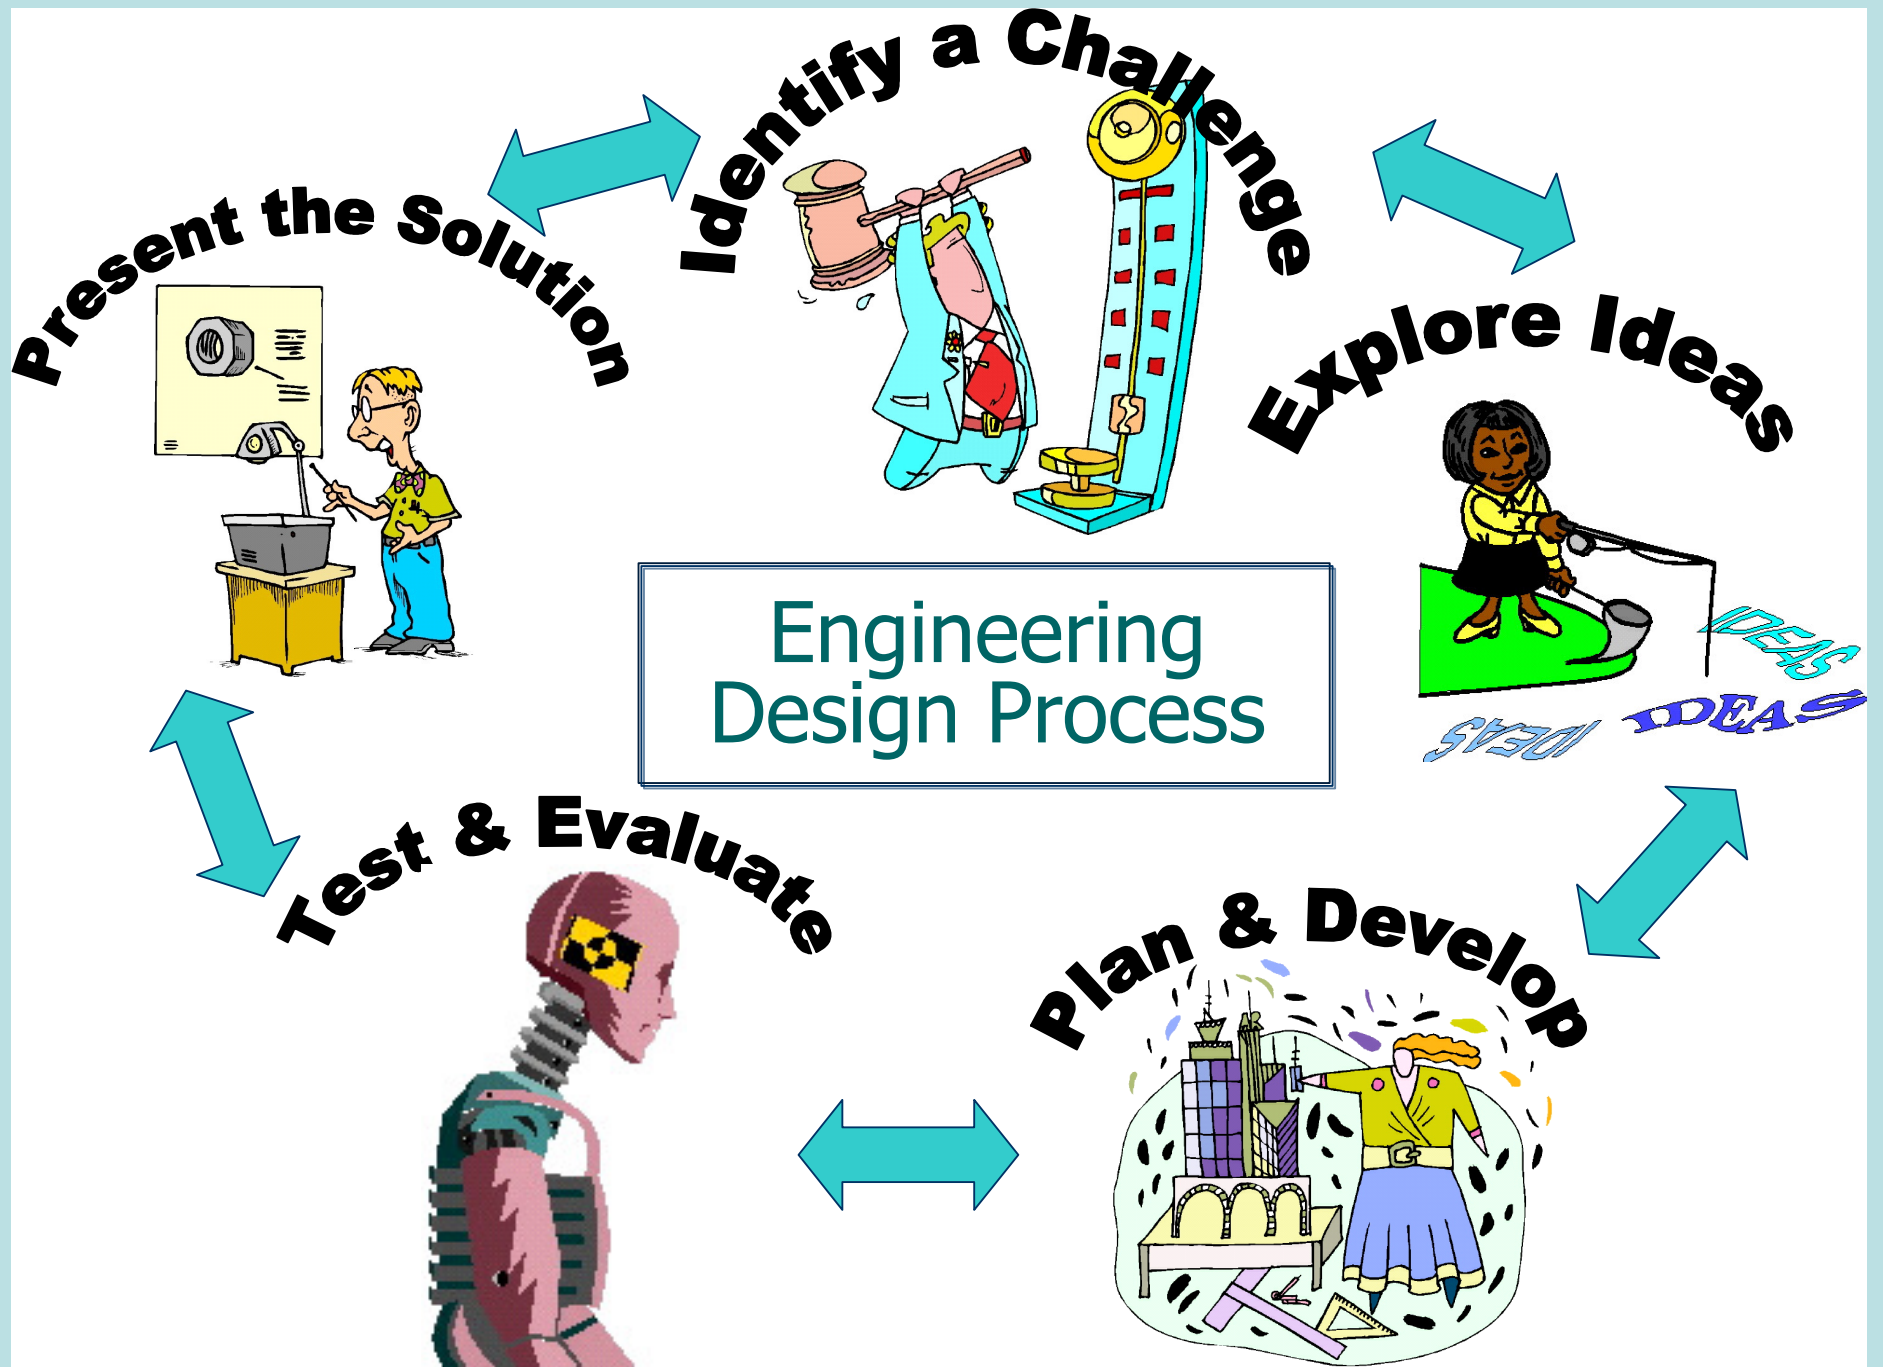 Identify a Challenge
Present the Solution
Explore Ideas
Engineering
Design Process
IDEAS
IDEAS
IDEAS
Test & Evaluate
Plan & Develop